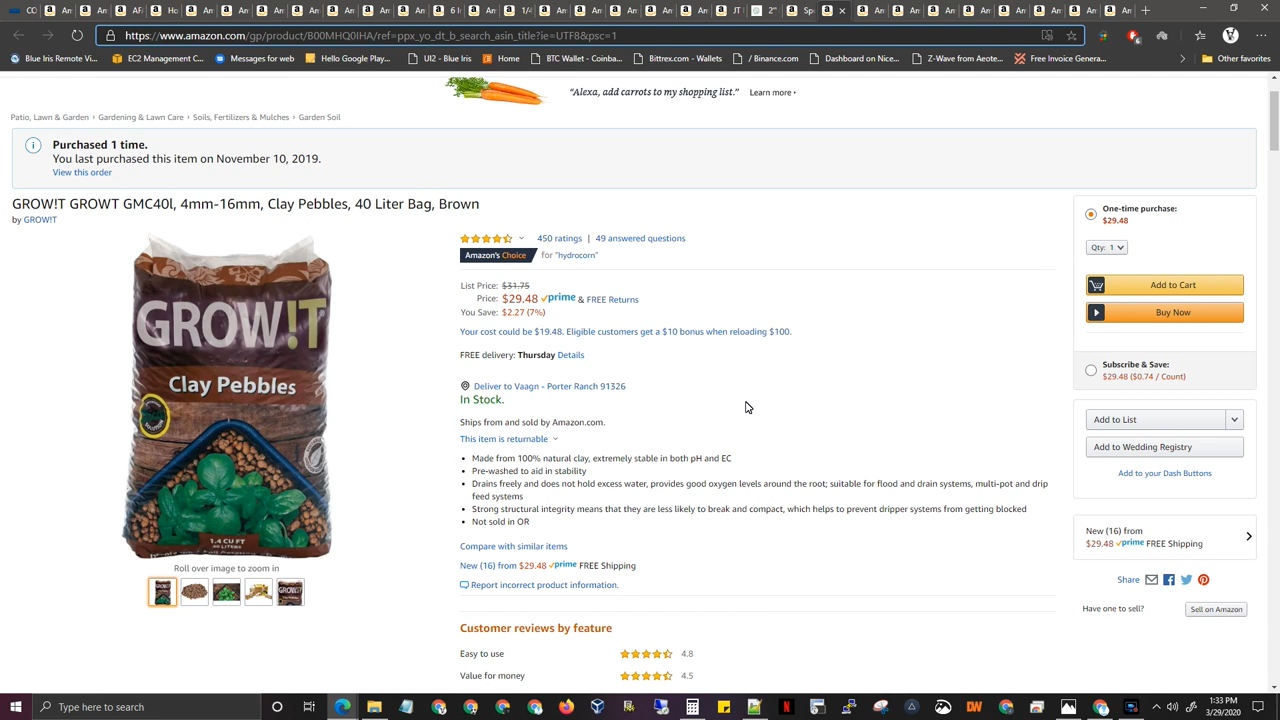 https://www.amazon.com/gp/product/B00MHQ0IHA/ref=ppx_yo_dt_b_search_asin_title?ie=UTF8&psc=1
Blue Iris Video Vi... EC2 Management C... Messages for web Hello Google Play... UI2 - Blue Iris Home BTC Wallet - Coinba... Bittrex.com - Wallets / Binance.com Dashboard on Nice... Z-Wave from Aeote... Free Invoice Genera... Other favorites
"Alexa, add carrots to my shopping list." Learn more ›
Patio, Lawn & Garden › Gardening & Lawn Care › Soils, Fertilizers & Mulches › Garden Soil
Purchased 1 time.
You last purchased this item on November 10, 2019.
View this order
GROW!T GROWT GMC40l, 4mm-16mm, Clay Pebbles, 40 Liter Bag, Brown
by GROW!T
450 ratings | 49 answered questions
Amazon's Choice for "hydrocorn"
List Price: $31.75
Price: $29.48 prime & FREE Returns
You Save: $2.27 (7%)
Your cost could be $19.48. Eligible customers get a $10 bonus when reloading $100.
FREE delivery: Thursday Details
Deliver to Vaagn - Porter Ranch 91326
In Stock.
Ships from and sold by Amazon.com.
This item is returnable
• Made from 100% natural clay, extremely stable in both pH and EC
• Pre-washed to aid in stability
• Drains freely and does not hold excess water, provides good oxygen levels around the root; suitable for flood and drain systems, multi-pot and drip
feed systems
• Strong structural integrity means that they are less likely to break and compact, which helps to prevent dripper systems from getting blocked
• Not sold in OR
Compare with similar items
New (16) from $29.48 prime FREE Shipping
Report incorrect product information.
Customer reviews by feature
Easy to use 4.8
Value for money 4.5
GROW!T
Clay Pebbles
1.4 CU FT
Roll over image to zoom in
One-time purchase:
$29.48
Qty: 1
Add to Cart
Buy Now
Subscribe & Save:
$29.48 ($0.74 / Count)
Add to List
Add to Wedding Registry
Add to your Dash Buttons
New (16) from
$29.48 prime FREE Shipping
Share
Have one to sell? Sell on Amazon
Type here to search
1:33 PM
3/29/2020